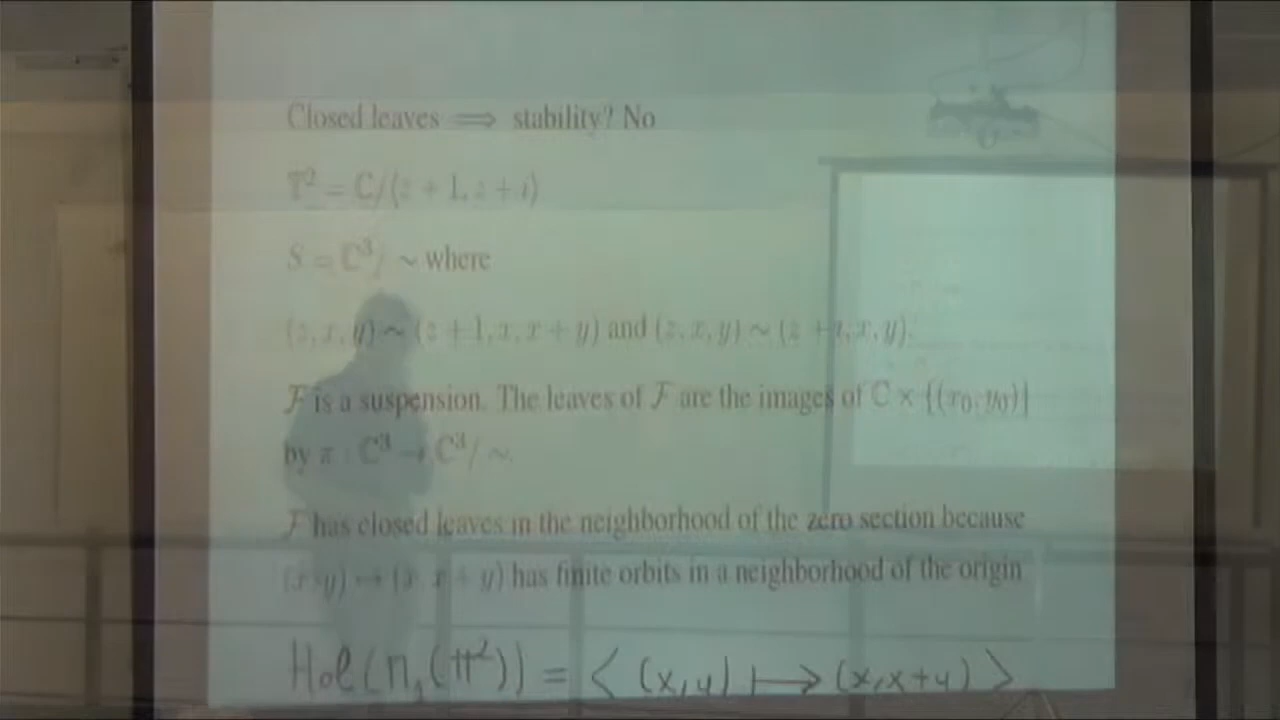 Closed leaves ⟹ stability? No
𝕋² = ℂ/(z + 1, z + i)
S = ℂ³/ ∼ where
(z, x, y) ∼ (z + 1, x, x + y) and (z, x, y) ∼ (z + i, x, y).
ℱ is a suspension. The leaves of ℱ are the images of ℂ × {(x₀, y₀)}
by π : ℂ³ → ℂ³/ ∼.
ℱ has closed leaves in the neighborhood of the zero section because
(x, y) ↦ (x, x + y) has finite orbits in a neighborhood of the origin
Hol(Π₁(𝕋²)) = < (x,y) ⟼ (x,x+y) >